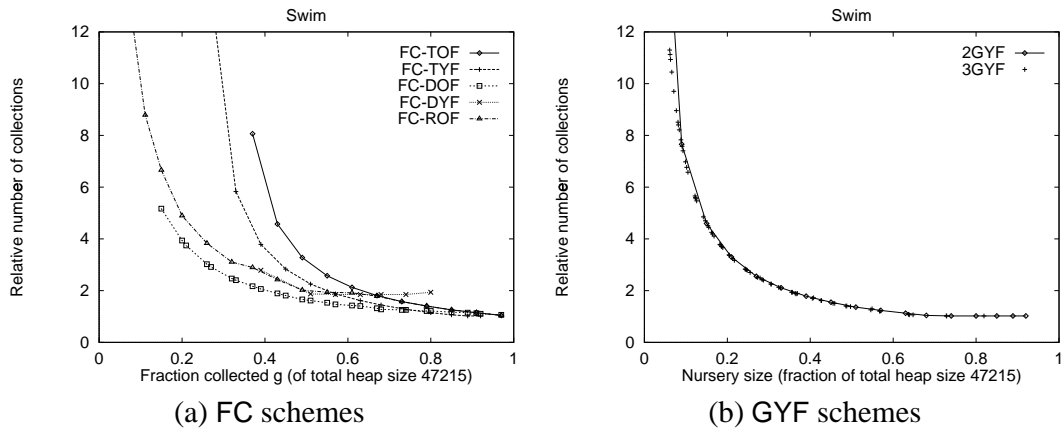 Swim
12
10
8
6
4
2
0
Relative number of collections
FC-TOF
FC-TYF
FC-DOF
FC-DYF
FC-ROF
0
0.2
0.4
0.6
0.8
1
Fraction collected g (of total heap size 47215)
(a) FC schemes
Swim
12
10
8
6
4
2
0
Relative number of collections
2GYF
3GYF
0
0.2
0.4
0.6
0.8
1
Nursery size (fraction of total heap size 47215)
(b) GYF schemes